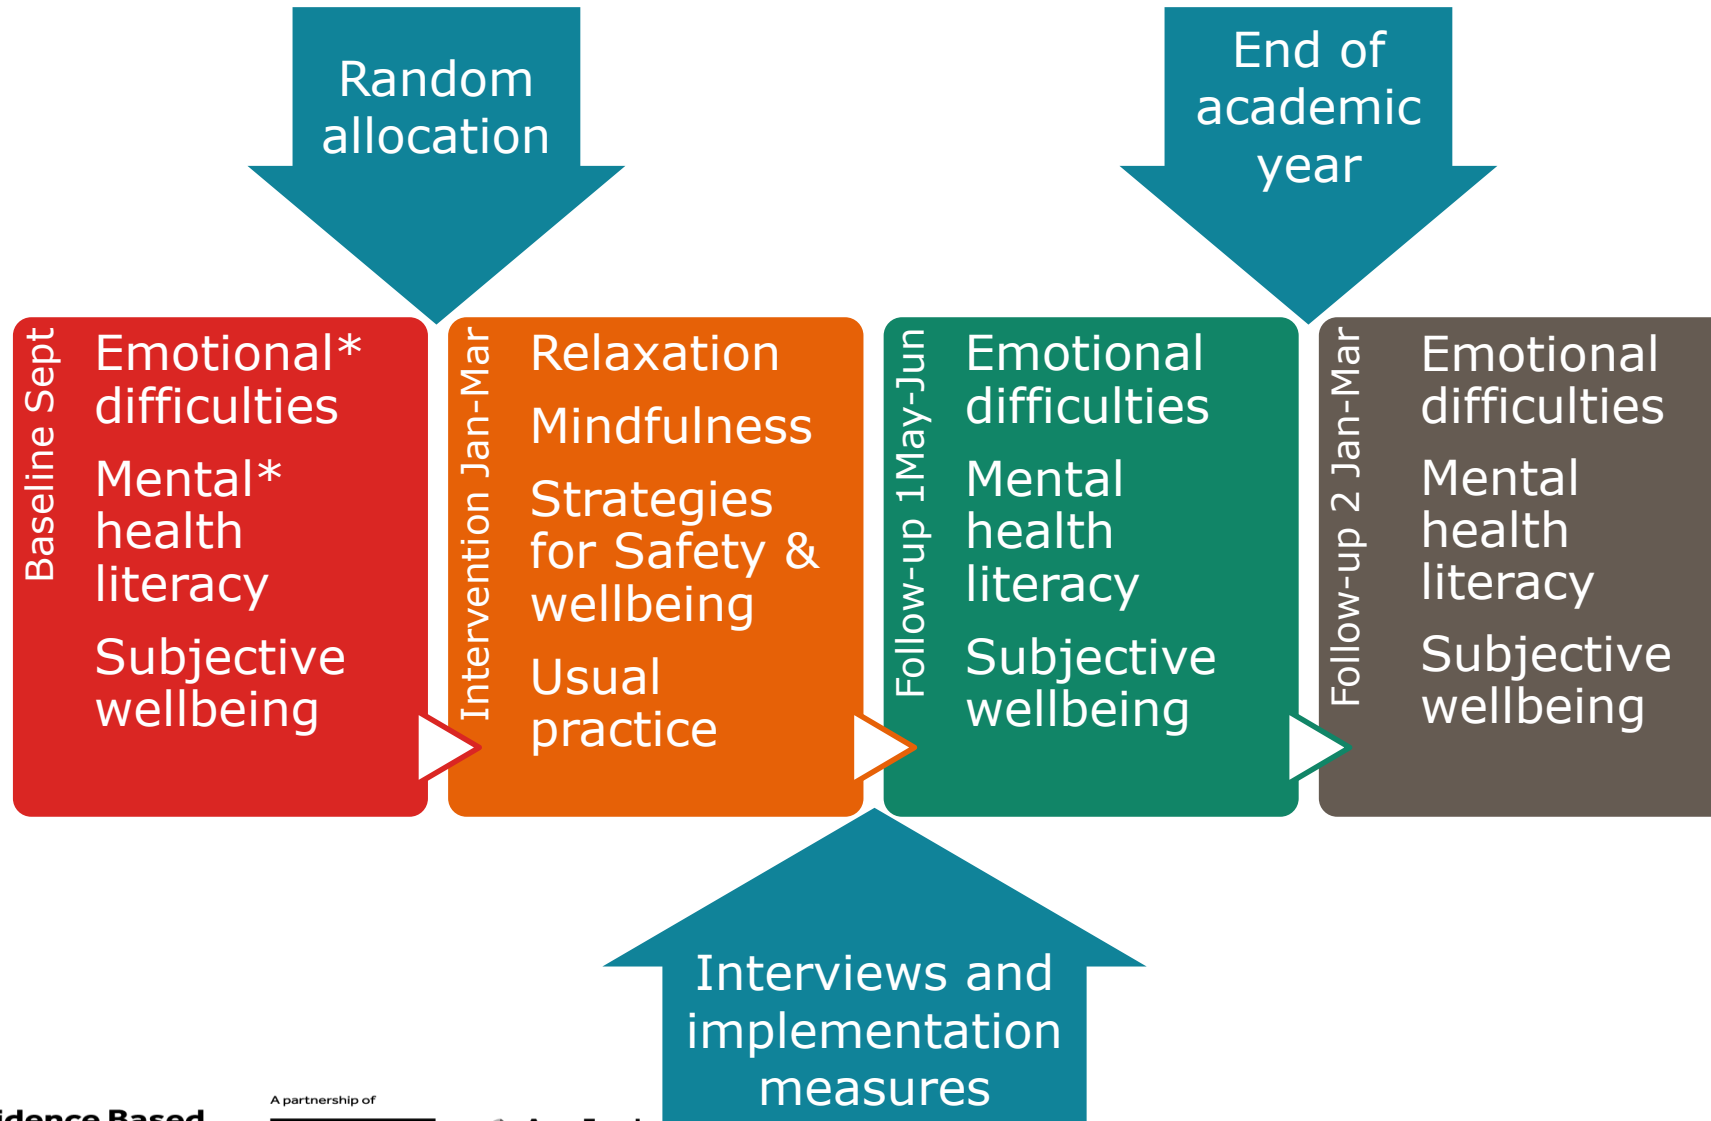 Random
allocation
End of
academic
year
Baseline Sept
Emotional*
difficulties
Mental*
health
literacy
Subjective
wellbeing
Intervention Jan-Mar
Relaxation
Mindfulness
Strategies
for Safety &
wellbeing
Usual
practice
Follow-up 1May-Jun
Emotional
difficulties
Mental
health
literacy
Subjective
wellbeing
Follow-up 2 Jan-Mar
Emotional
difficulties
Mental
health
literacy
Subjective
wellbeing
Interviews and
implementation
measures
A partnership of
Based